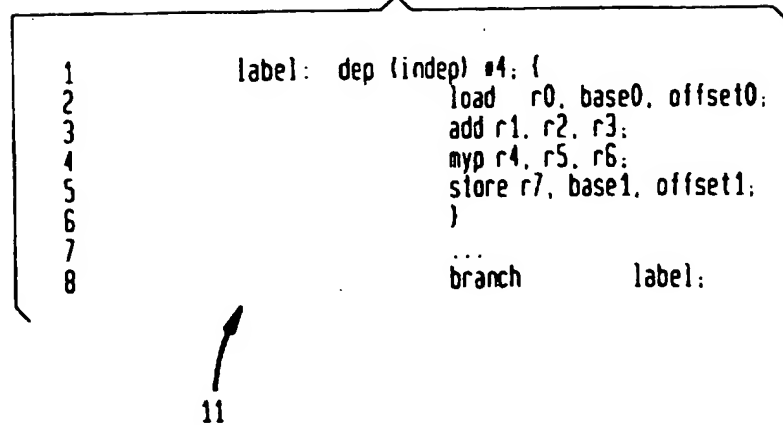 1 label: dep (indep) #4; {
2 load r0, base0, offset0;
3 add r1, r2, r3;
4 myp r4, r5, r6;
5 store r7, base1, offset1;
6 }
7 ...
8 branch label;
11